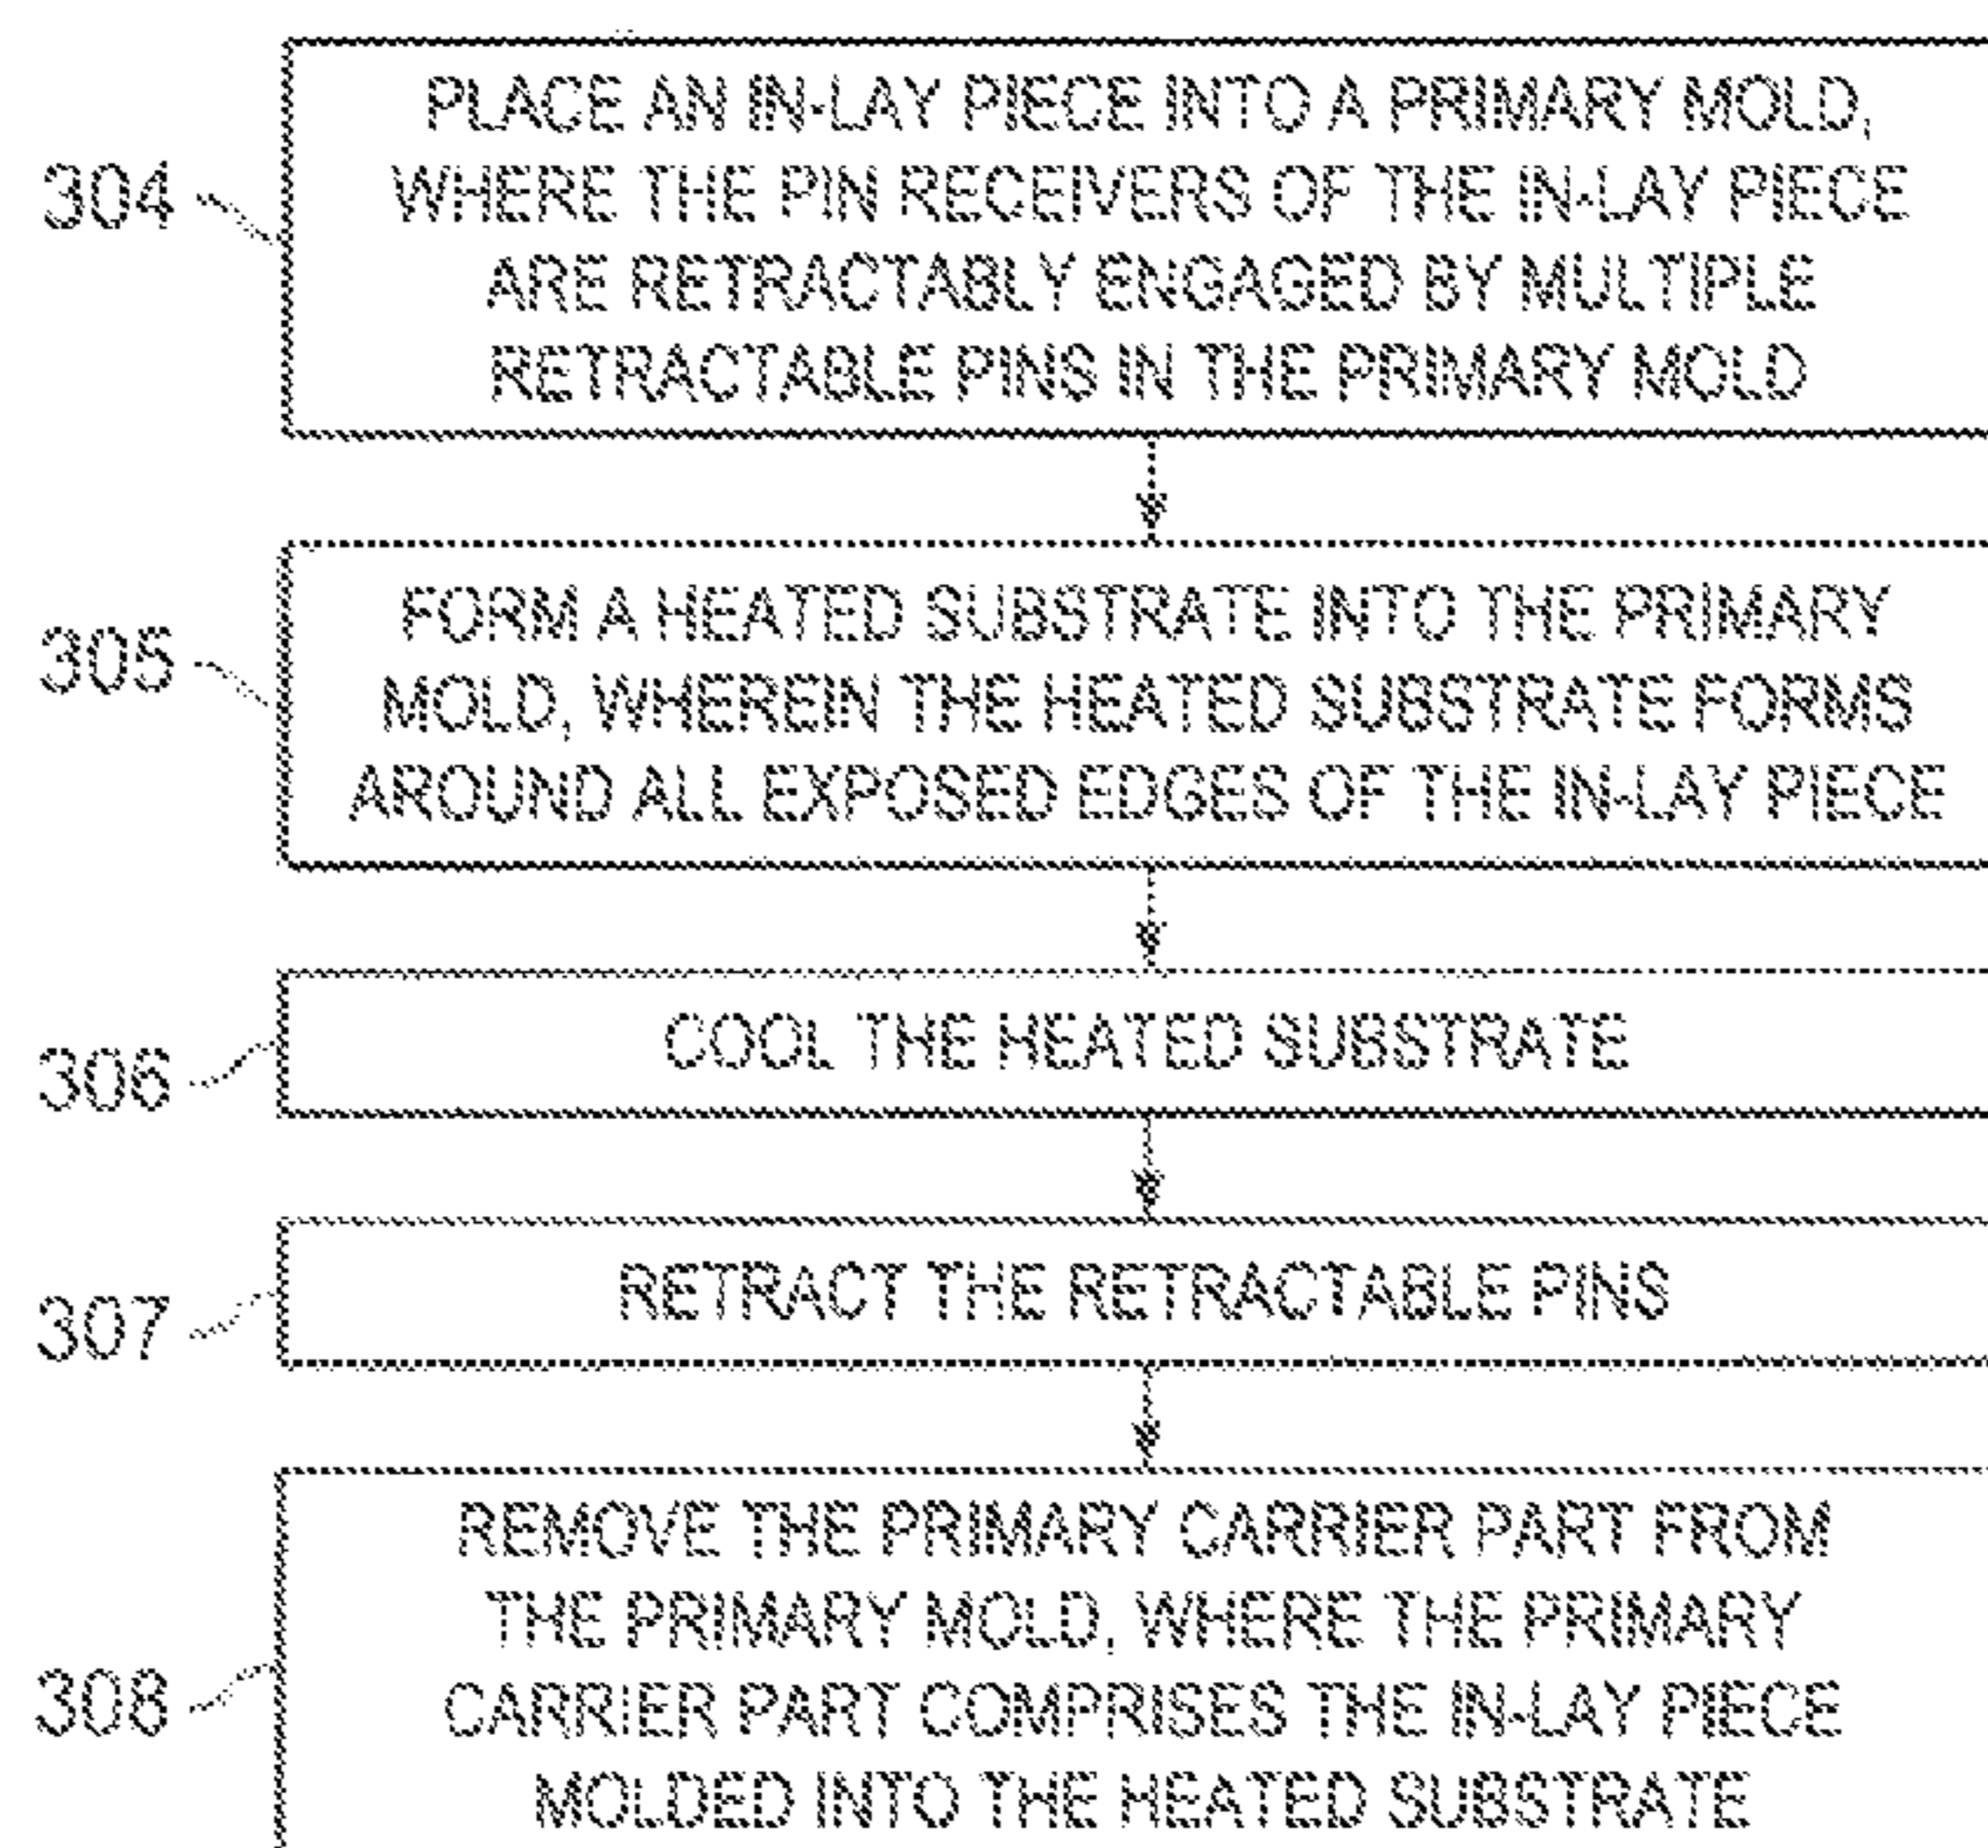 304
PLACE AN IN-LAY PIECE INTO A PRIMARY MOLD,
WHERE THE PIN RECEIVERS OF THE IN-LAY PIECE
ARE RETRACTABLY ENGAGED BY MULTIPLE
RETRACTABLE PINS IN THE PRIMARY MOLD
305
FORM A HEATED SUBSTRATE INTO THE PRIMARY
MOLD, WHEREIN THE HEATED SUBSTRATE FORMS
AROUND ALL EXPOSED EDGES OF THE IN-LAY PIECE
306
COOL THE HEATED SUBSTRATE
307
RETRACT THE RETRACTABLE PINS
308
REMOVE THE PRIMARY CARRIER PART FROM
THE PRIMARY MOLD, WHERE THE PRIMARY
CARRIER PART COMPRISES THE IN-LAY PIECE
MOLDED INTO THE HEATED SUBSTRATE